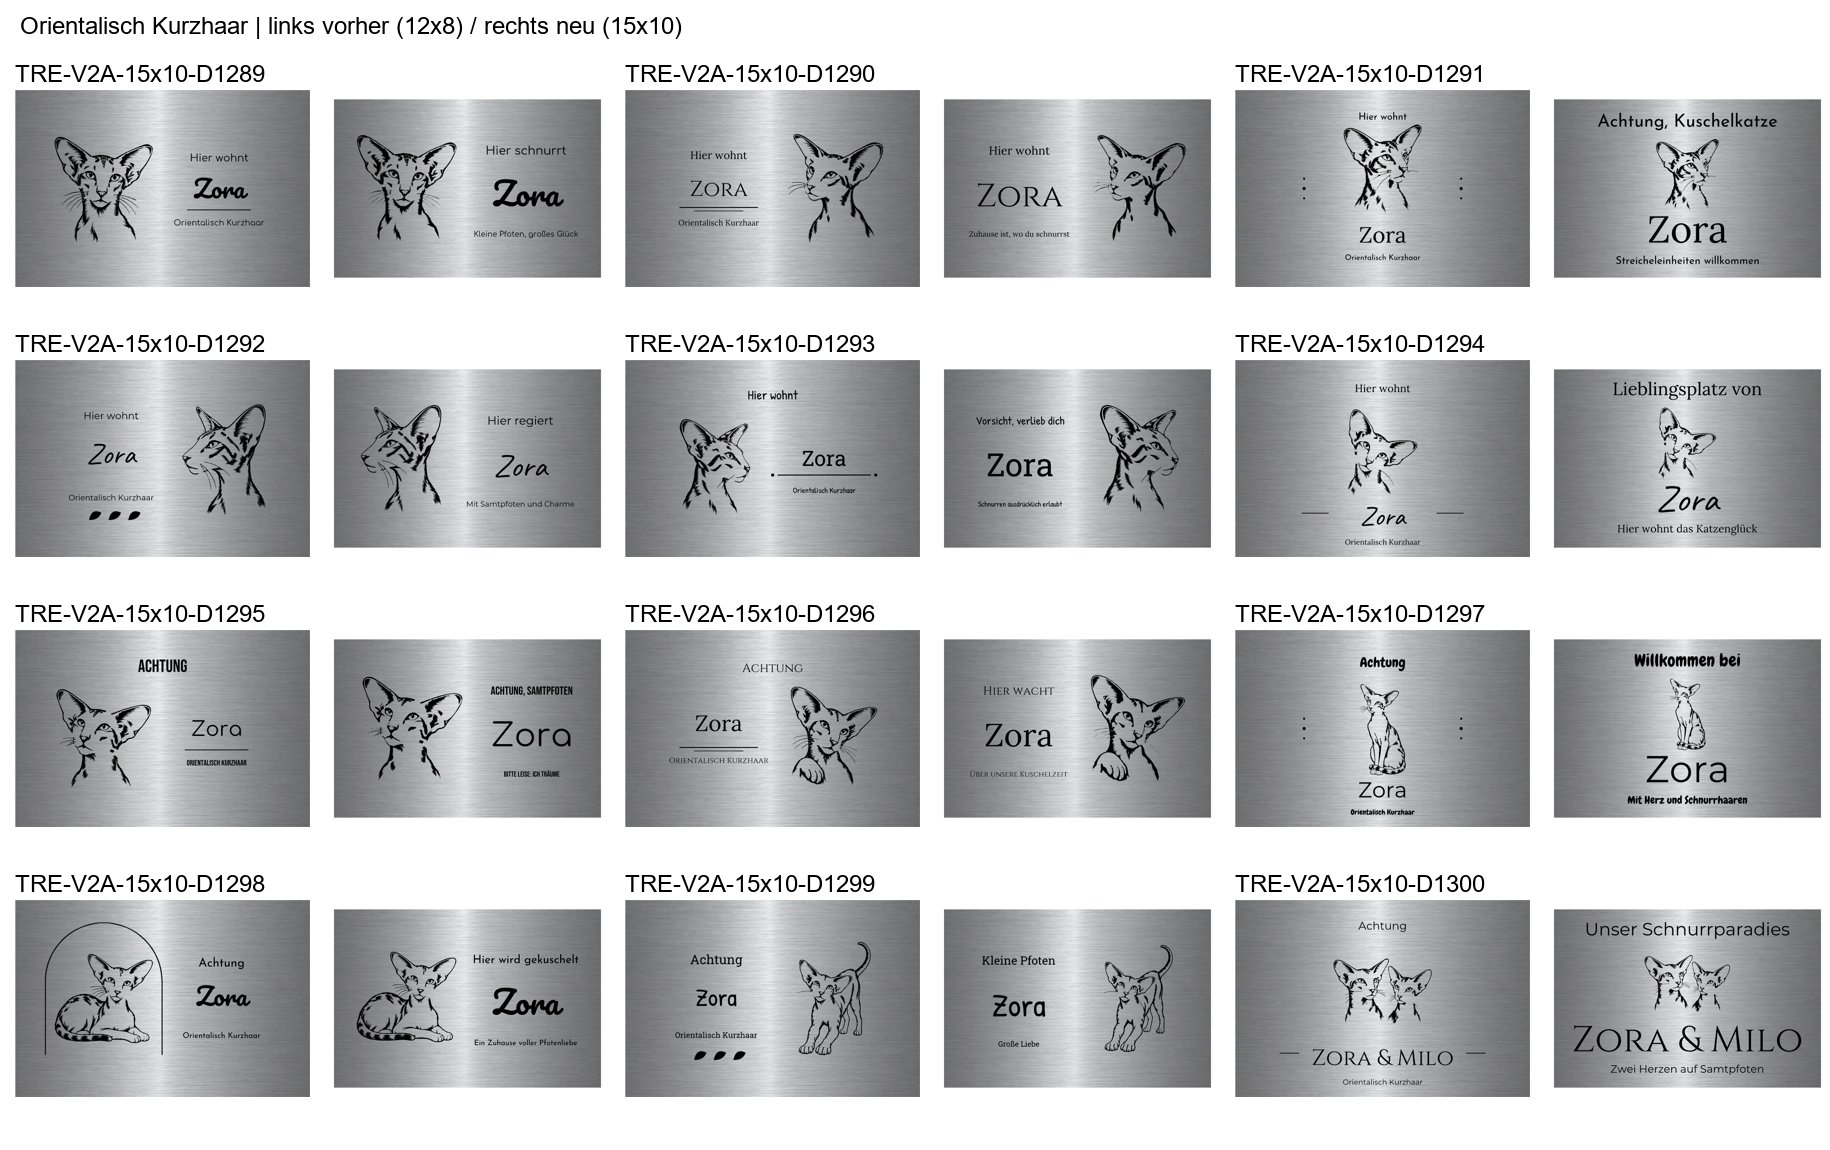 Orientalisch Kurzhaar | links vorher (12x8) / rechts neu (15x10)
TRE-V2A-15x10-D1289
Hier wohnt
Zora
Orientalisch Kurzhaar
Hier schnurrt
Zora
Kleine Pfoten, großes Glück
TRE-V2A-15x10-D1290
Hier wohnt
Zora
Orientalisch Kurzhaar
Hier wohnt
Zora
Zuhause ist, wo du schnurrst
TRE-V2A-15x10-D1291
Hier wohnt
Zora
Orientalisch Kurzhaar
Achtung, Kuschelkatze
Zora
Streicheleinheiten willkommen
TRE-V2A-15x10-D1292
Hier wohnt
Zora
Orientalisch Kurzhaar
Hier regiert
Zora
Mit Samtpfoten und Charme
TRE-V2A-15x10-D1293
Hier wohnt
Zora
Orientalisch Kurzhaar
Vorsicht, verlieb dich
Zora
Schnurren ausdrücklich erlaubt
TRE-V2A-15x10-D1294
Hier wohnt
Zora
Orientalisch Kurzhaar
Lieblingsplatz von
Zora
Hier wohnt das Katzenglück
TRE-V2A-15x10-D1295
ACHTUNG
Zora
ORIENTALISCH KURZHAAR
ACHTUNG, SAMTPFOTEN
Zora
BITTE LEISE: ICH TRÄUME
TRE-V2A-15x10-D1296
Achtung
Zora
Orientalisch Kurzhaar
Hier wacht
Zora
Über unsere Kuschelzeit
TRE-V2A-15x10-D1297
Achtung
Zora
Orientalisch Kurzhaar
Willkommen bei
Zora
Mit Herz und Schnurrhaaren
TRE-V2A-15x10-D1298
Achtung
Zora
Orientalisch Kurzhaar
Hier wird gekuschelt
Zora
Ein Zuhause voller Pfotenliebe
TRE-V2A-15x10-D1299
Achtung
Zora
Orientalisch Kurzhaar
Kleine Pfoten
Zora
Große Liebe
TRE-V2A-15x10-D1300
Achtung
Zora & Milo
Orientalisch Kurzhaar
Unser Schnurrparadies
Zora & Milo
Zwei Herzen auf Samtpfoten